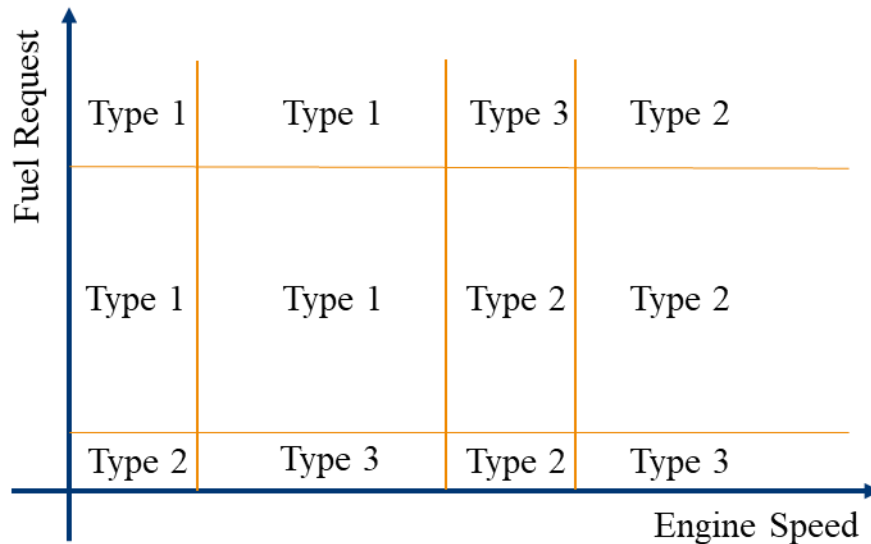 Fuel Request
Type 1 Type 1 Type 3 Type 2
Type 1 Type 1 Type 2 Type 2
Type 2 Type 3 Type 2 Type 3
Engine Speed